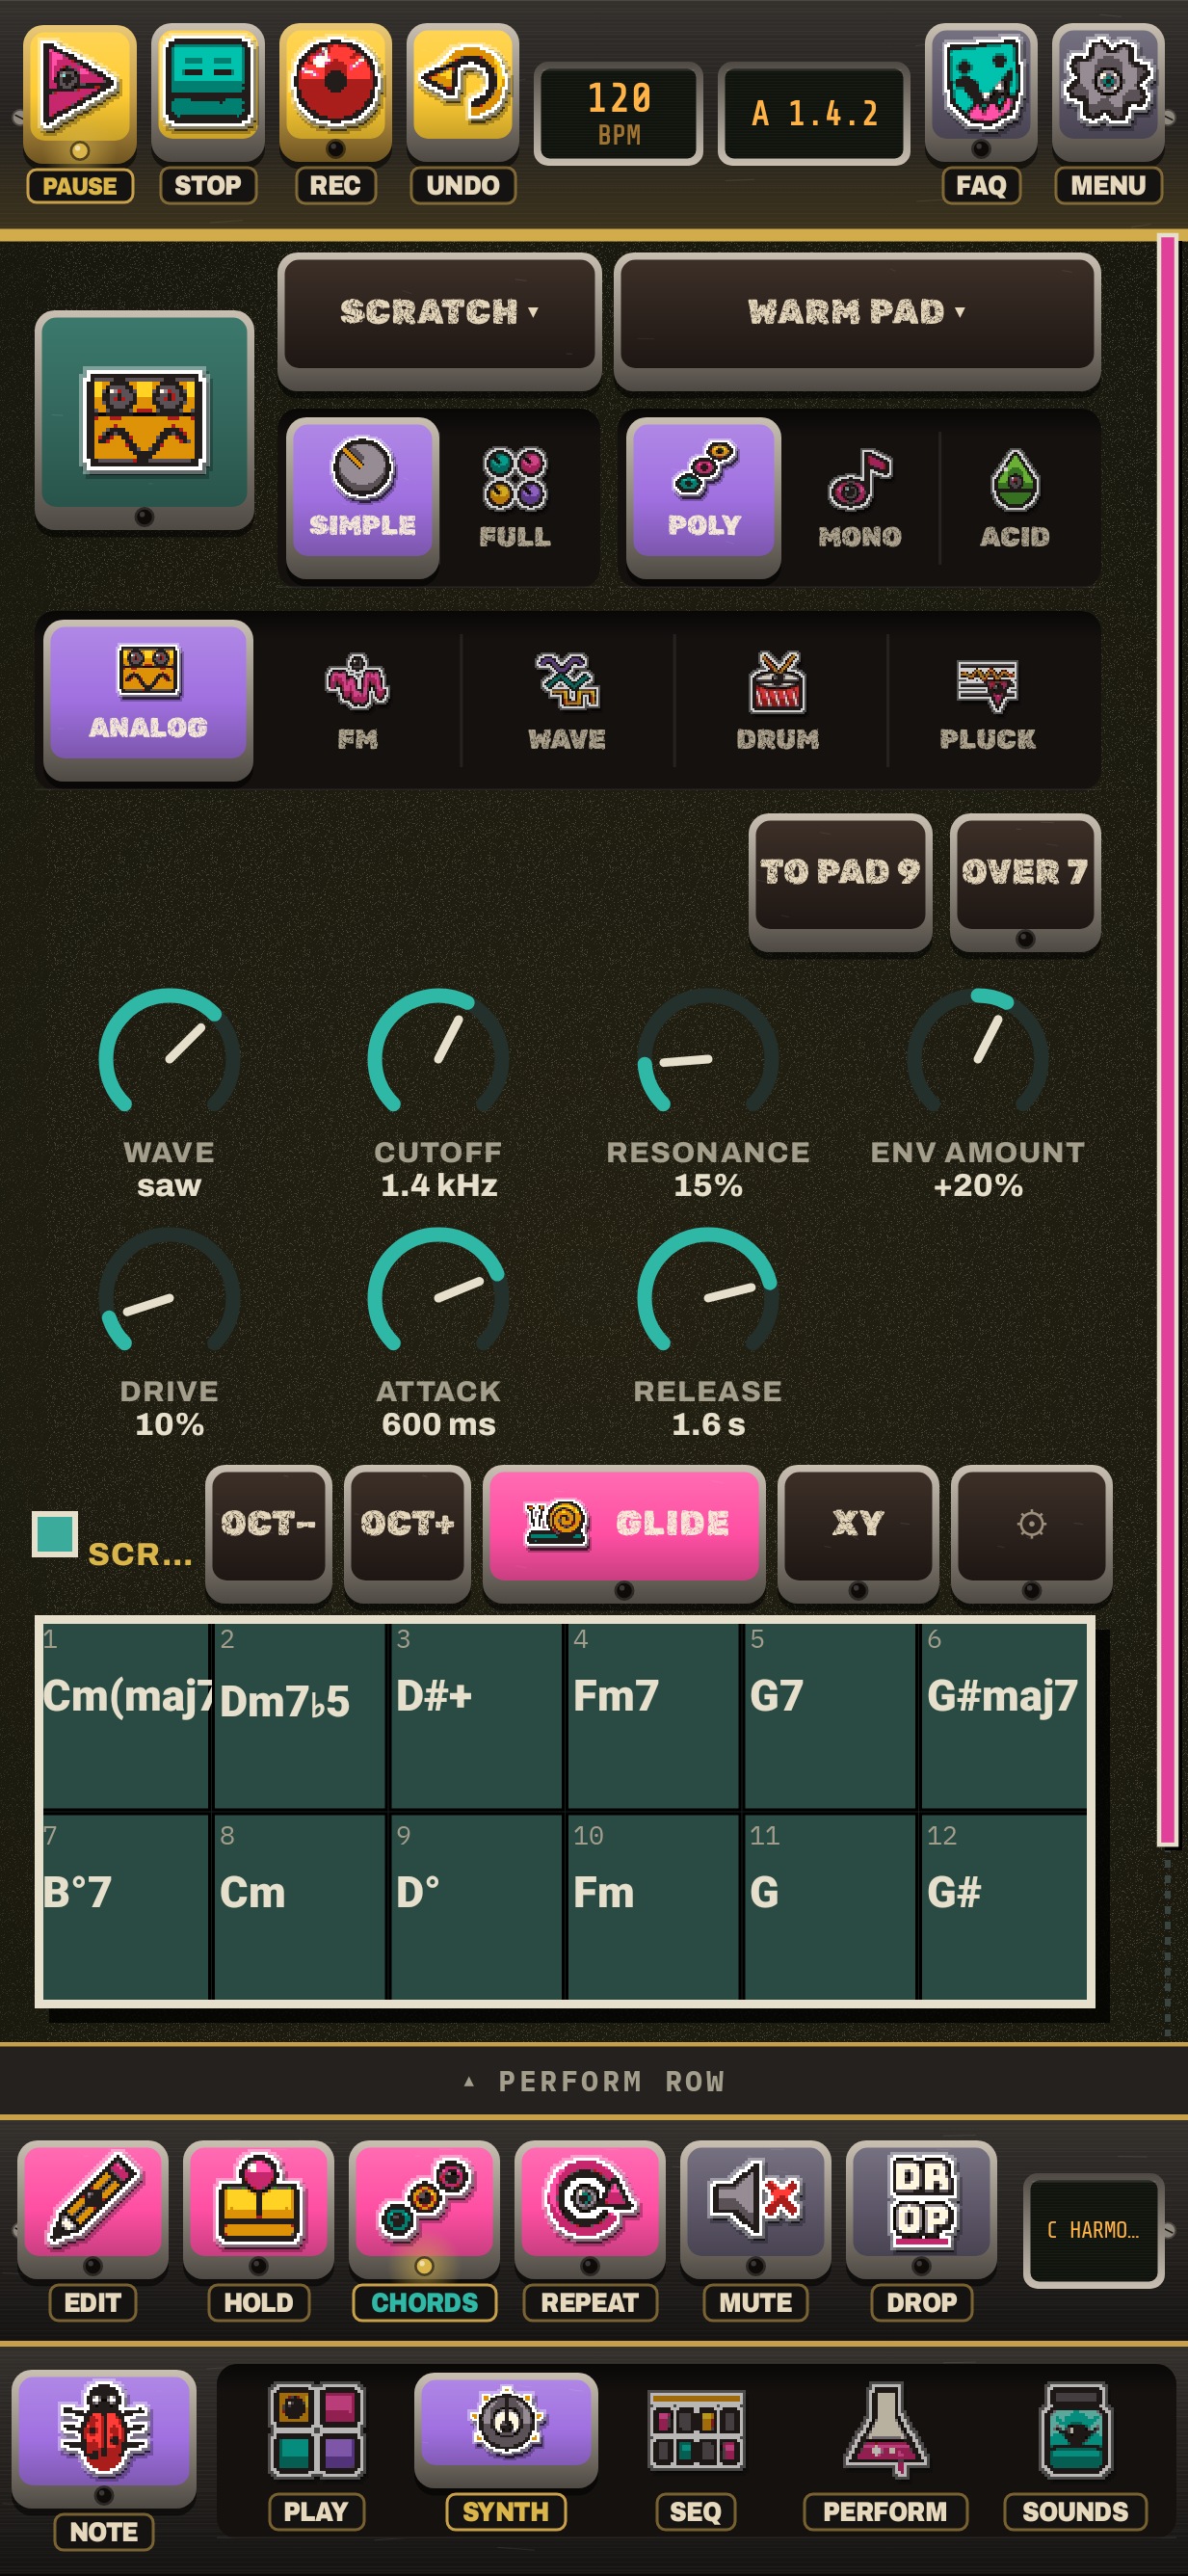 120
BPM
A 1.4.2
PAUSE STOP REC UNDO FAQ MENU
SCRATCH ▾ WARM PAD ▾
SIMPLE FULL POLY MONO ACID
ANALOG FM WAVE DRUM PLUCK
TO PAD 9 OVER 7
WAVE CUTOFF RESONANCE ENV AMOUNT
saw 1.4 kHz 15% +20%
DRIVE ATTACK RELEASE
10% 600 ms 1.6 s
SCR... OCT- OCT+ GLIDE XY
1 2 3 4 5 6
Cm(maj7 Dm7♭5 D#+ Fm7 G7 G#maj7
7 8 9 10 11 12
B°7 Cm D° Fm G G#
▴ PERFORM ROW
DROP
C HARMO...
EDIT HOLD CHORDS REPEAT MUTE DROP
NOTE PLAY SYNTH SEQ PERFORM SOUNDS